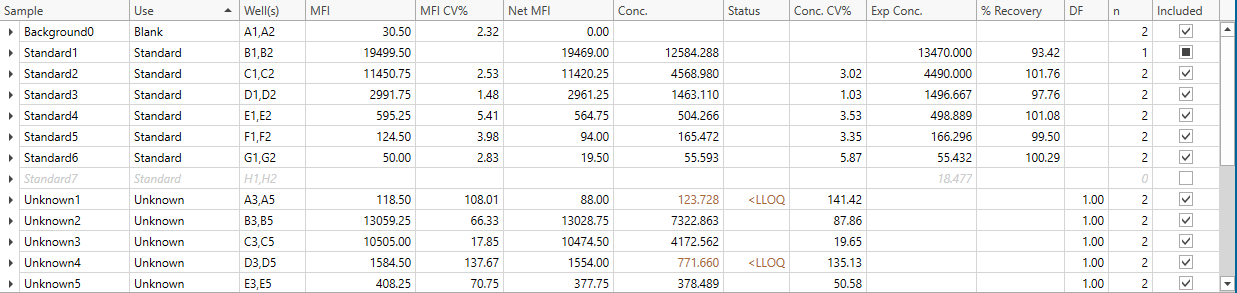 Sample Use Well(s) MFI MFI CV% Net MFI Conc. Status Conc. CV% Exp Conc. % Recovery DF n Included
Background0 Blank A1,A2 30.50 2.32 0.00 2
Standard1 Standard B1,B2 19499.50 19469.00 12584.288 13470.000 93.42 1
Standard2 Standard C1,C2 11450.75 2.53 11420.25 4568.980 3.02 4490.000 101.76 2
Standard3 Standard D1,D2 2991.75 1.48 2961.25 1463.110 1.03 1496.667 97.76 2
Standard4 Standard E1,E2 595.25 5.41 564.75 504.266 3.53 498.889 101.08 2
Standard5 Standard F1,F2 124.50 3.98 94.00 165.472 3.35 166.296 99.50 2
Standard6 Standard G1,G2 50.00 2.83 19.50 55.593 5.87 55.432 100.29 2
Standard7 Standard H1,H2 18.477 0
Unknown1 Unknown A3,A5 118.50 108.01 88.00 123.728 <LLOQ 141.42 1.00 2
Unknown2 Unknown B3,B5 13059.25 66.33 13028.75 7322.863 87.86 1.00 2
Unknown3 Unknown C3,C5 10505.00 17.85 10474.50 4172.562 19.65 1.00 2
Unknown4 Unknown D3,D5 1584.50 137.67 1554.00 771.660 <LLOQ 135.13 1.00 2
Unknown5 Unknown E3,E5 408.25 70.75 377.75 378.489 50.58 1.00 2